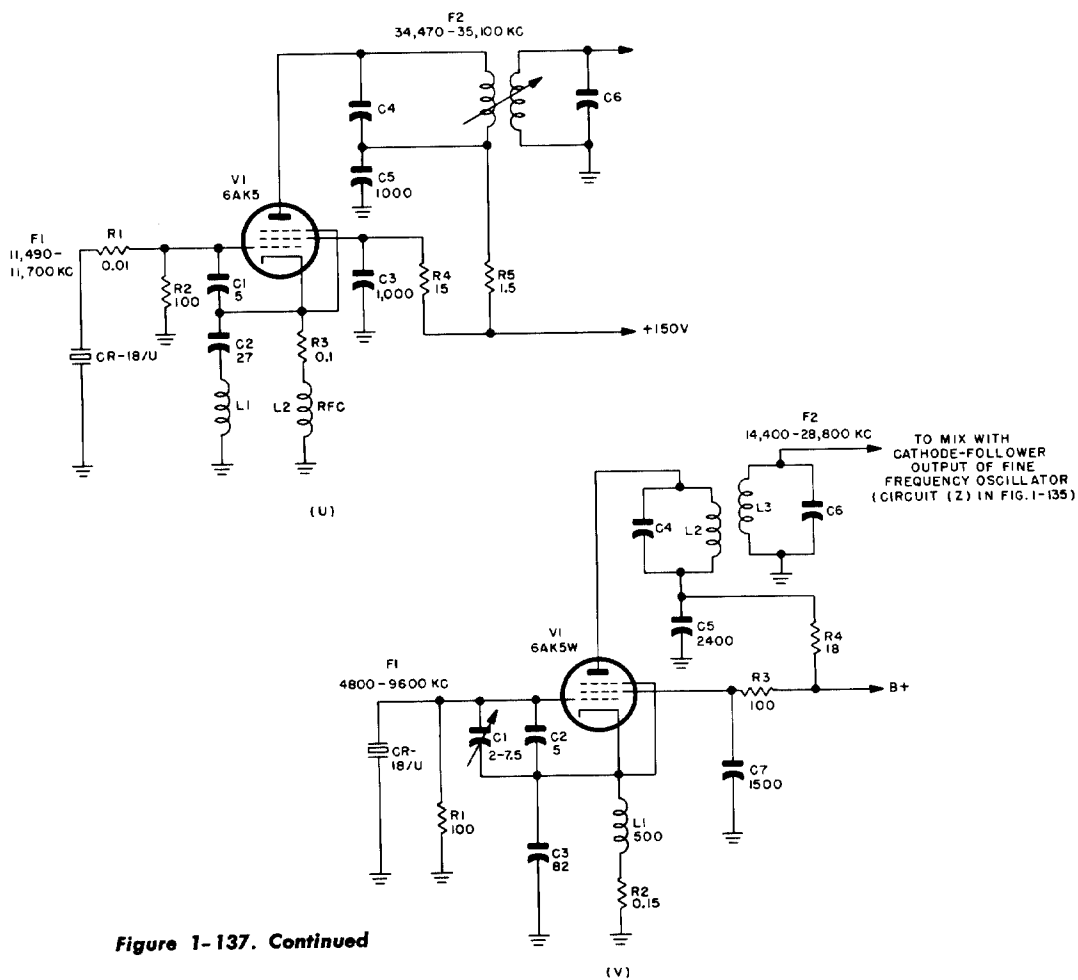 F2
34,470-35,100 KC
C4
C6
C5
1000
V1
6AK5
F1
11,490-
11,700 KC
R1
0.01
R2
100
C1
5
C3
1,000
R4
15
R5
1.5
+150V
C2
27
R3
0.1
CR-18/U
L1
L2
RFC
(U)
F2
14,400-28,800 KC
TO MIX WITH
CATHODE-FOLLOWER
OUTPUT OF FINE
FREQUENCY OSCILLATOR
(CIRCUIT (Z) IN FIG. 1-135)
C4
L2
L3
C6
C5
2400
R4
18
V1
6AK5W
F1
4800-9600 KC
R3
100
B+
CR-
18/U
C1
2-7.5
C2
5
C7
1500
R1
100
L1
500
C3
82
R2
0.15
Figure 1-137. Continued
(V)